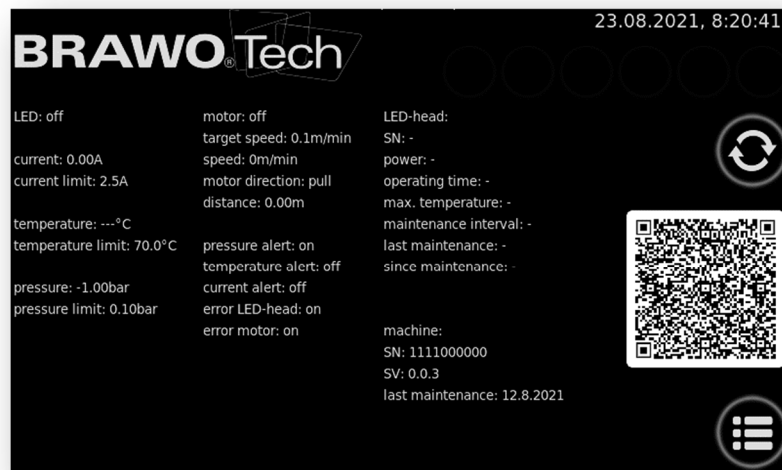 23.08.2021, 8:20:41
BRAWO® Tech
LED: off
current: 0.00A
current limit: 2.5A
temperature: ---°C
temperature limit: 70.0°C
pressure: -1.00bar
pressure limit: 0.10bar
motor: off
target speed: 0.1m/min
speed: 0m/min
motor direction: pull
distance: 0.00m
pressure alert: on
temperature alert: off
current alert: off
error LED-head: on
error motor: on
LED-head:
SN: -
power: -
operating time: -
max. temperature: -
maintenance interval: -
last maintenance: -
since maintenance: -
machine:
SN: 1111000000
SV: 0.0.3
last maintenance: 12.8.2021